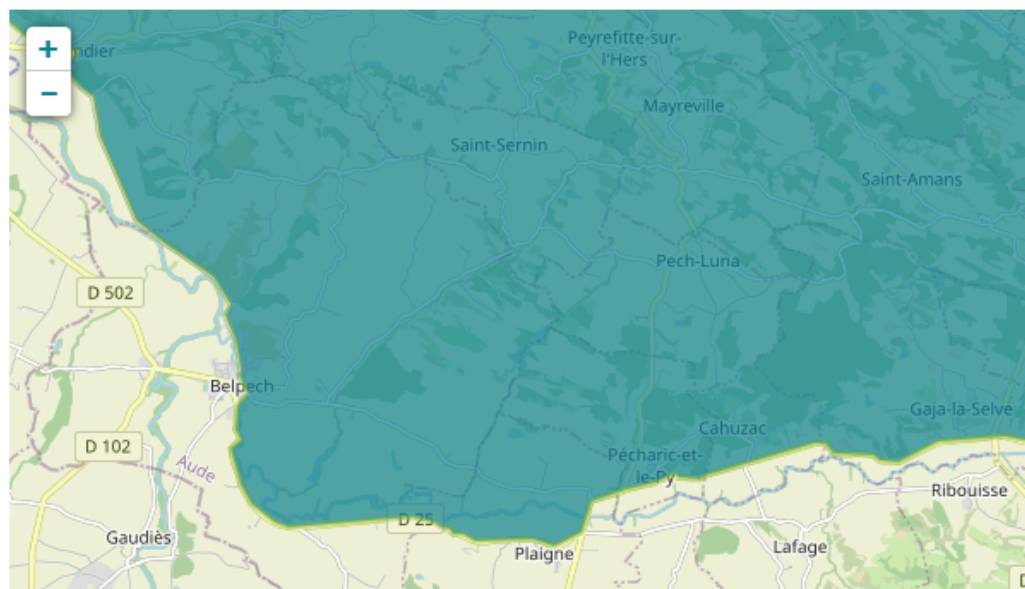 +
−
ndier
Peyrefitte-sur-
l'Hers
Mayreville
Saint-Sernin
Saint-Amans
Pech-Luna
D 502
Belpech
Gaja-la-Selve
Cahuzac
D 102
Pécharic-et-
le-Py
Aude
Ribouisse
D 25
Gaudiès
Plaigne
Lafage
D